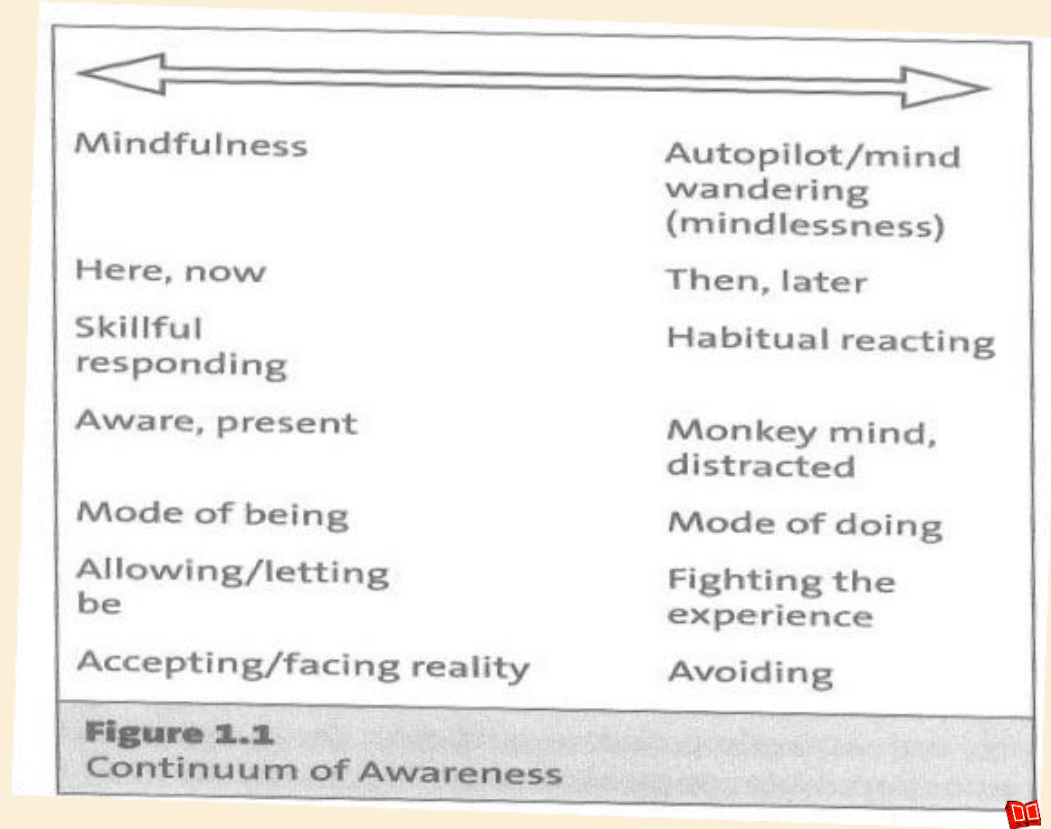 Mindfulness
Autopilot/mind
wandering
(mindlessness)
Here, now
Then, later
Skillful
responding
Habitual reacting
Aware, present
Monkey mind,
distracted
Mode of being
Mode of doing
Allowing/letting
be
Fighting the
experience
Accepting/facing reality
Avoiding
Figure 1.1
Continuum of Awareness